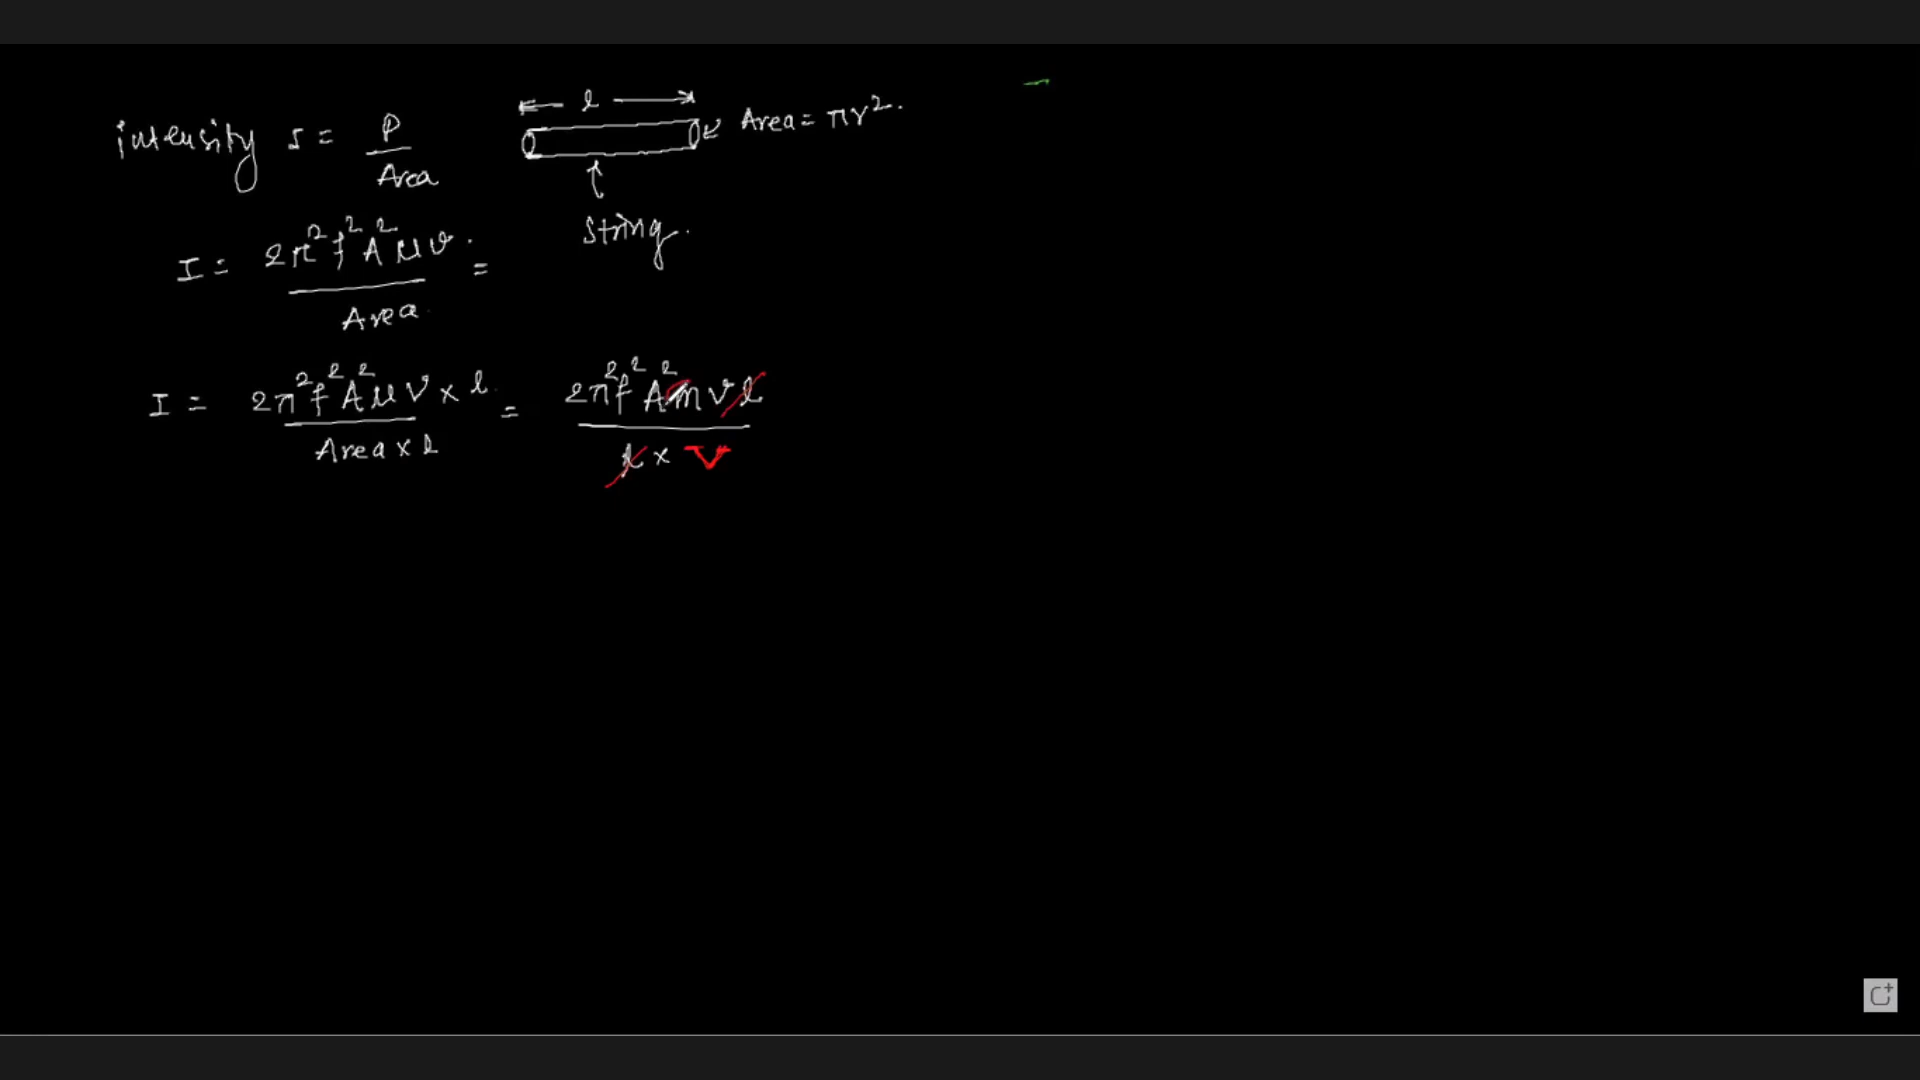 l
intensity I = P / Area
Area = πr².
String.
I = 2π²f²A²μv / Area =
I = 2π²f²A²μv × l / Area × l = 2π²f²A²mvl / l × V